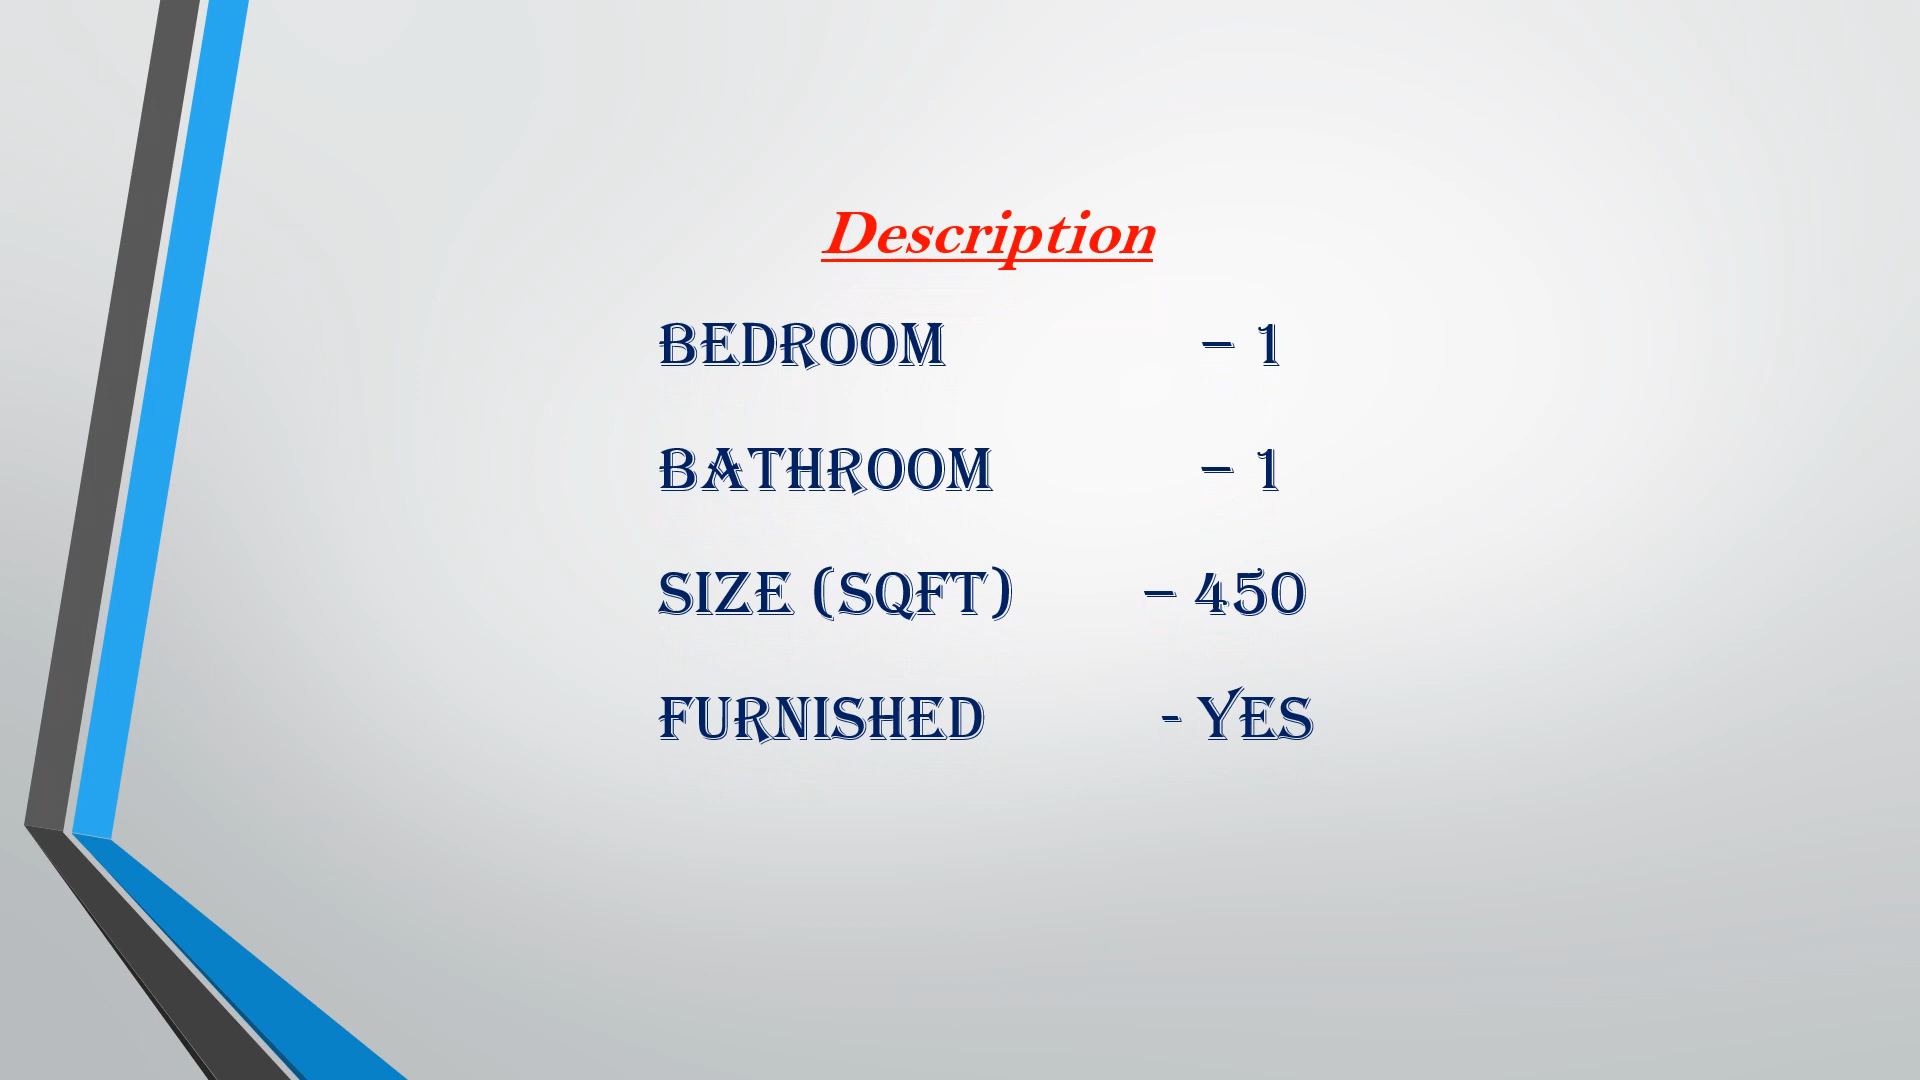 Description
BEDROOM – 1
BATHROOM – 1
SIZE (SQFT) – 450
FURNISHED - YES